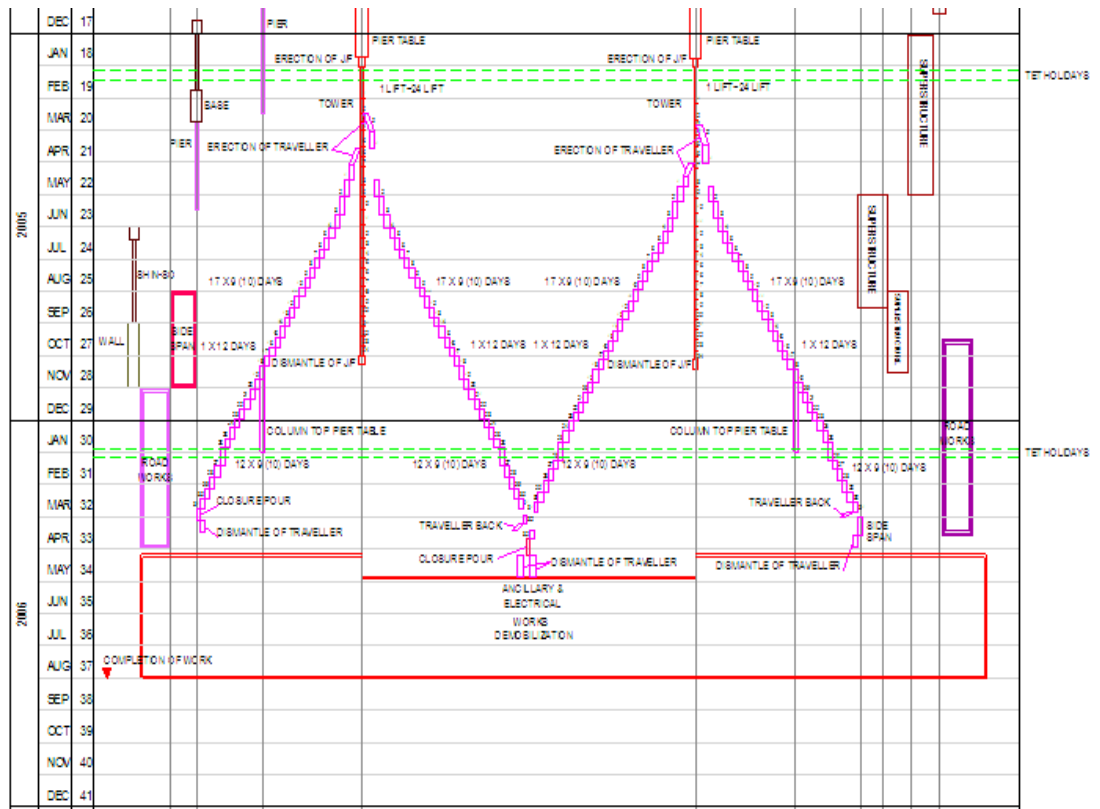 DEC 17
PIER
PIER TABLE
PIER TABLE
JAN 18
ERECTION OF J/F
ERECTION OF J/F
TET HOLIDAYS
FEB 19
1 LIFT~24 LIFT
1 LIFT~24 LIFT
BASE
TOWER
TOWER
SUPERSTRUCTURE
MAR 20
PIER
ERECTION OF TRAVELLER
ERECTION OF TRAVELLER
APR 21
MAY 22
2005
JUN 23
SUPERSTRUCTURE
JUL 24
SHIN-SO
AUG 25
17 X 9 (10) DAYS
17 X 9 (10) DAYS
17 X 9 (10) DAYS
17 X 9 (10) DAYS
SEP 26
WALL
SIDE
SPAN
OCT 27
1 X 12 DAYS
1 X 12 DAYS
1 X 12 DAYS
1 X 12 DAYS
DISMANTLE OF J/F
DISMANTLE OF J/F
NOV 28
DEC 29
COLUMN TOP PIER TABLE
COLUMN TOP PIER TABLE
ROAD
WORKS
JAN 30
TET HOLIDAYS
ROAD
WORKS
12 X 9 (10) DAYS
12 X 9 (10) DAYS
12 X 9 (10) DAYS
12 X 9 (10) DAYS
FEB 31
MAR 32
CLOSURE POUR
TRAVELLER BACK
TRAVELLER BACK
DISMANTLE OF TRAVELLER
SIDE
SPAN
APR 33
CLOSURE POUR
DISMANTLE OF TRAVELLER
DISMANTLE OF TRAVELLER
MAY 34
ANCILLARY &
ELECTRICAL
WORKS
DEMOBILIZATION
2006
JUN 35
JUL 36
AUG 37
COMPLETION OF WORK
SEP 38
OCT 39
NOV 40
DEC 41